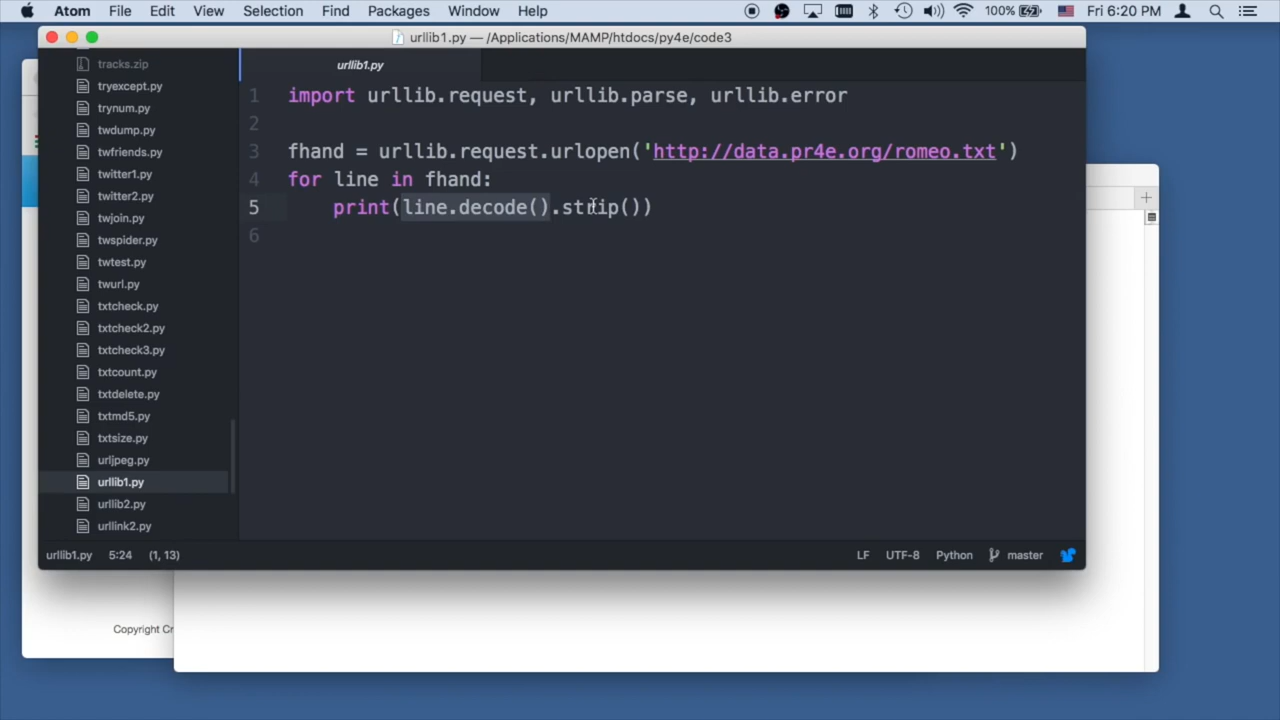 Atom File Edit View Selection Find Packages Window Help 100% Fri 6:20 PM
urllib1.py — /Applications/MAMP/htdocs/py4e/code3
tracks.zip
tryexcept.py
trynum.py
twdump.py
twfriends.py
twitter1.py
twitter2.py
twjoin.py
twspider.py
twtest.py
twurl.py
txtcheck.py
txtcheck2.py
txtcheck3.py
txtcount.py
txtdelete.py
txtmd5.py
txtsize.py
urljpeg.py
urllib1.py
urllib2.py
urllink2.py
urllib1.py
1 import urllib.request, urllib.parse, urllib.error
2
3 fhand = urllib.request.urlopen('http://data.pr4e.org/romeo.txt')
4 for line in fhand:
5 print(line.decode().strip())
6
urllib1.py 5:24 (1, 13) LF UTF-8 Python master
Copyright Cr